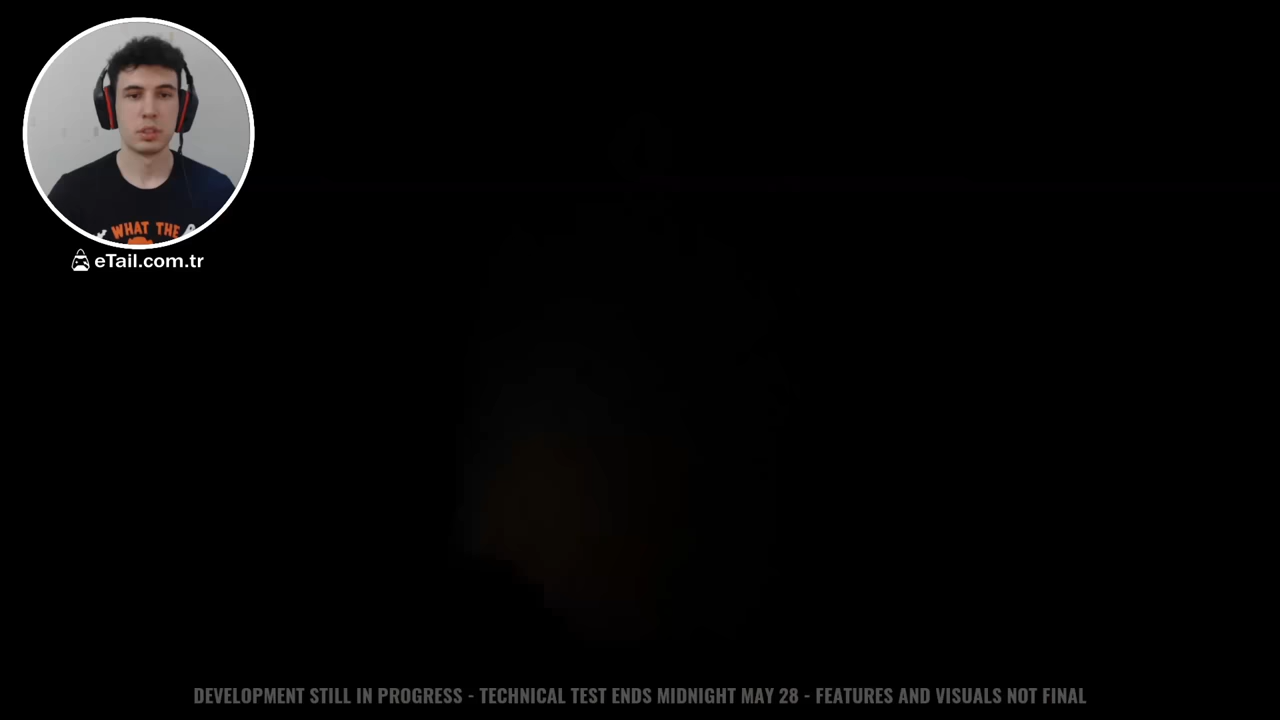 WHAT THE
eTail.com.tr
DEVELOPMENT STILL IN PROGRESS - TECHNICAL TEST ENDS MIDNIGHT MAY 28 - FEATURES AND VISUALS NOT FINAL